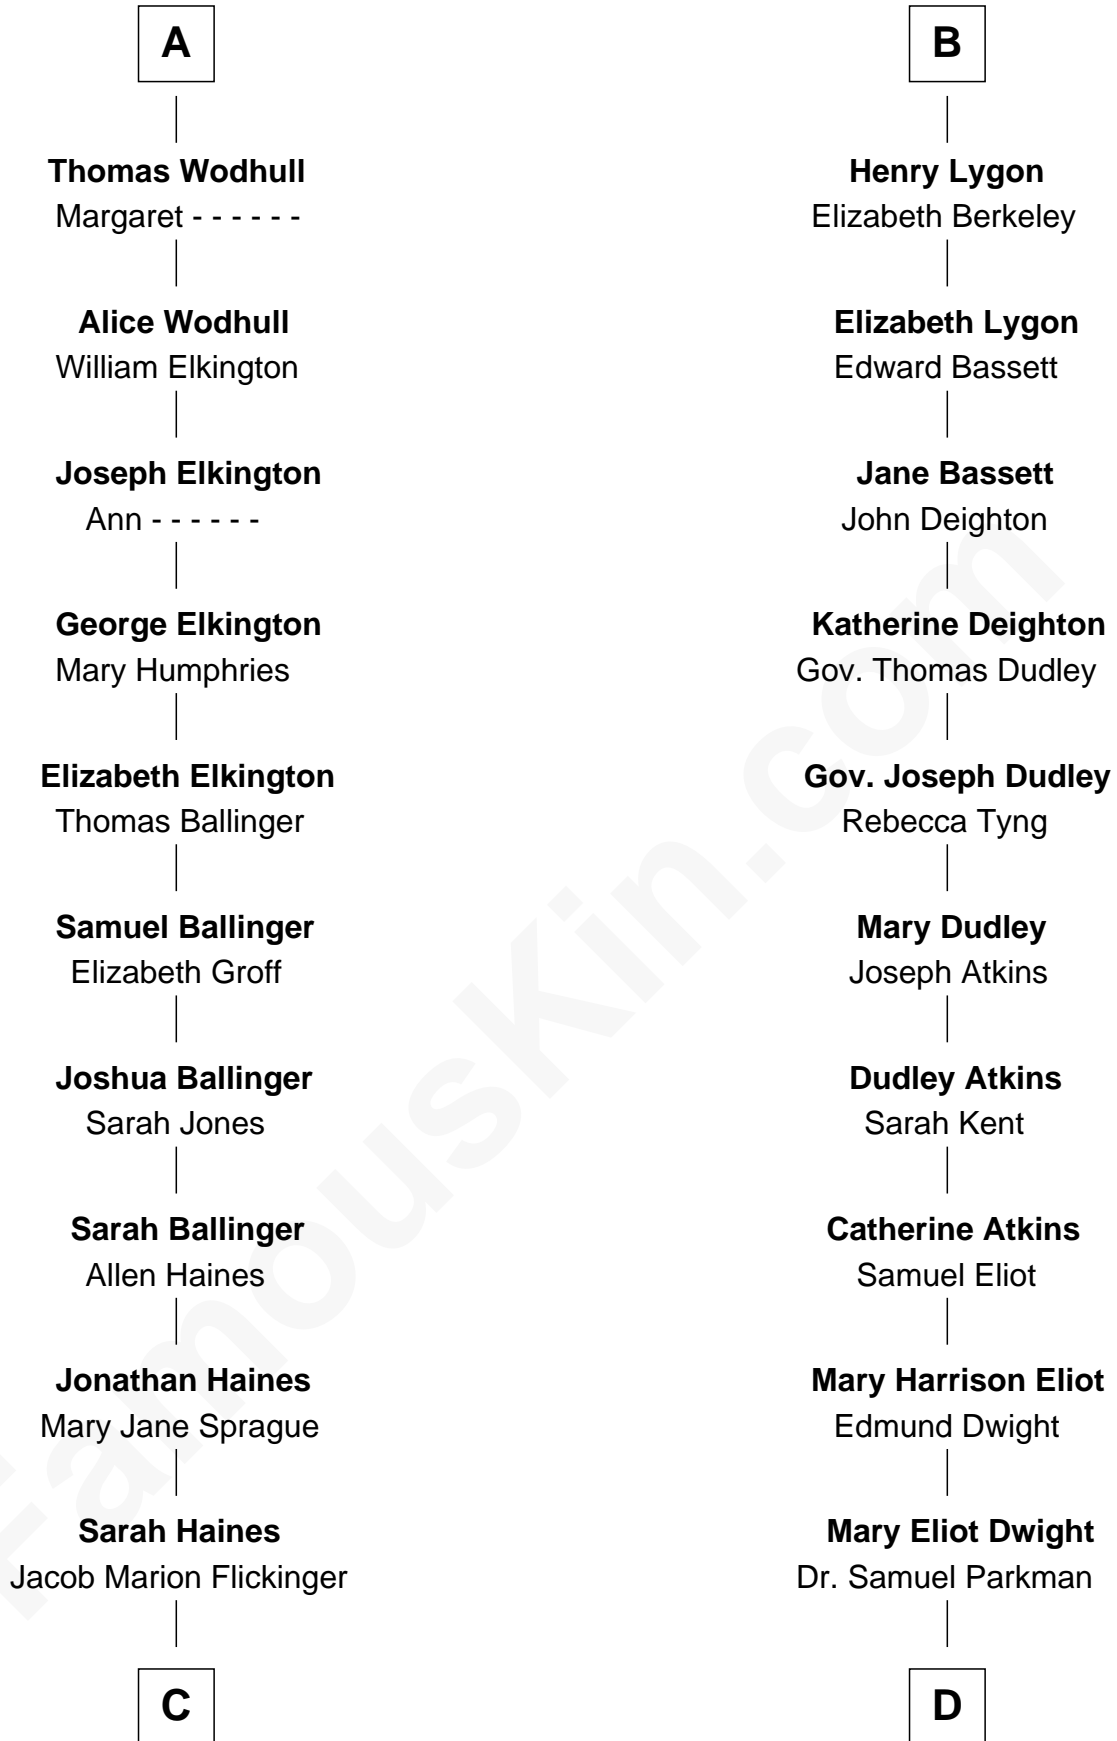 A
Thomas Wodhull
Margaret - - - - - -
Alice Wodhull
William Elkington
Joseph Elkington
Ann - - - - - -
George Elkington
Mary Humphries
Elizabeth Elkington
Thomas Ballinger
Samuel Ballinger
Elizabeth Groff
Joshua Ballinger
Sarah Jones
Sarah Ballinger
Allen Haines
Jonathan Haines
Mary Jane Sprague
Sarah Haines
Jacob Marion Flickinger
C
B
Henry Lygon
Elizabeth Berkeley
Elizabeth Lygon
Edward Bassett
Jane Bassett
John Deighton
Katherine Deighton
Gov. Thomas Dudley
Gov. Joseph Dudley
Rebecca Tyng
Mary Dudley
Joseph Atkins
Dudley Atkins
Sarah Kent
Catherine Atkins
Samuel Eliot
Mary Harrison Eliot
Edmund Dwight
Mary Eliot Dwight
Dr. Samuel Parkman
D
FamousKin.com